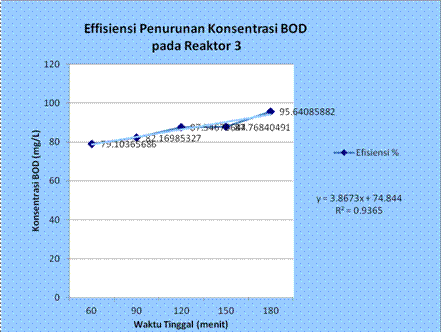 Effisiensi Penurunan Konsentrasi BOD
pada Reaktor 3
Konsentrasi BOD (mg/L)
120
100
80
60
40
20
0
79.10365686
82.16985327
87.76840491
95.64085882
60 90 120 150 180
Waktu Tinggal (menit)
Efisiensi %
y = 3.8673x + 74.844
R² = 0.9365